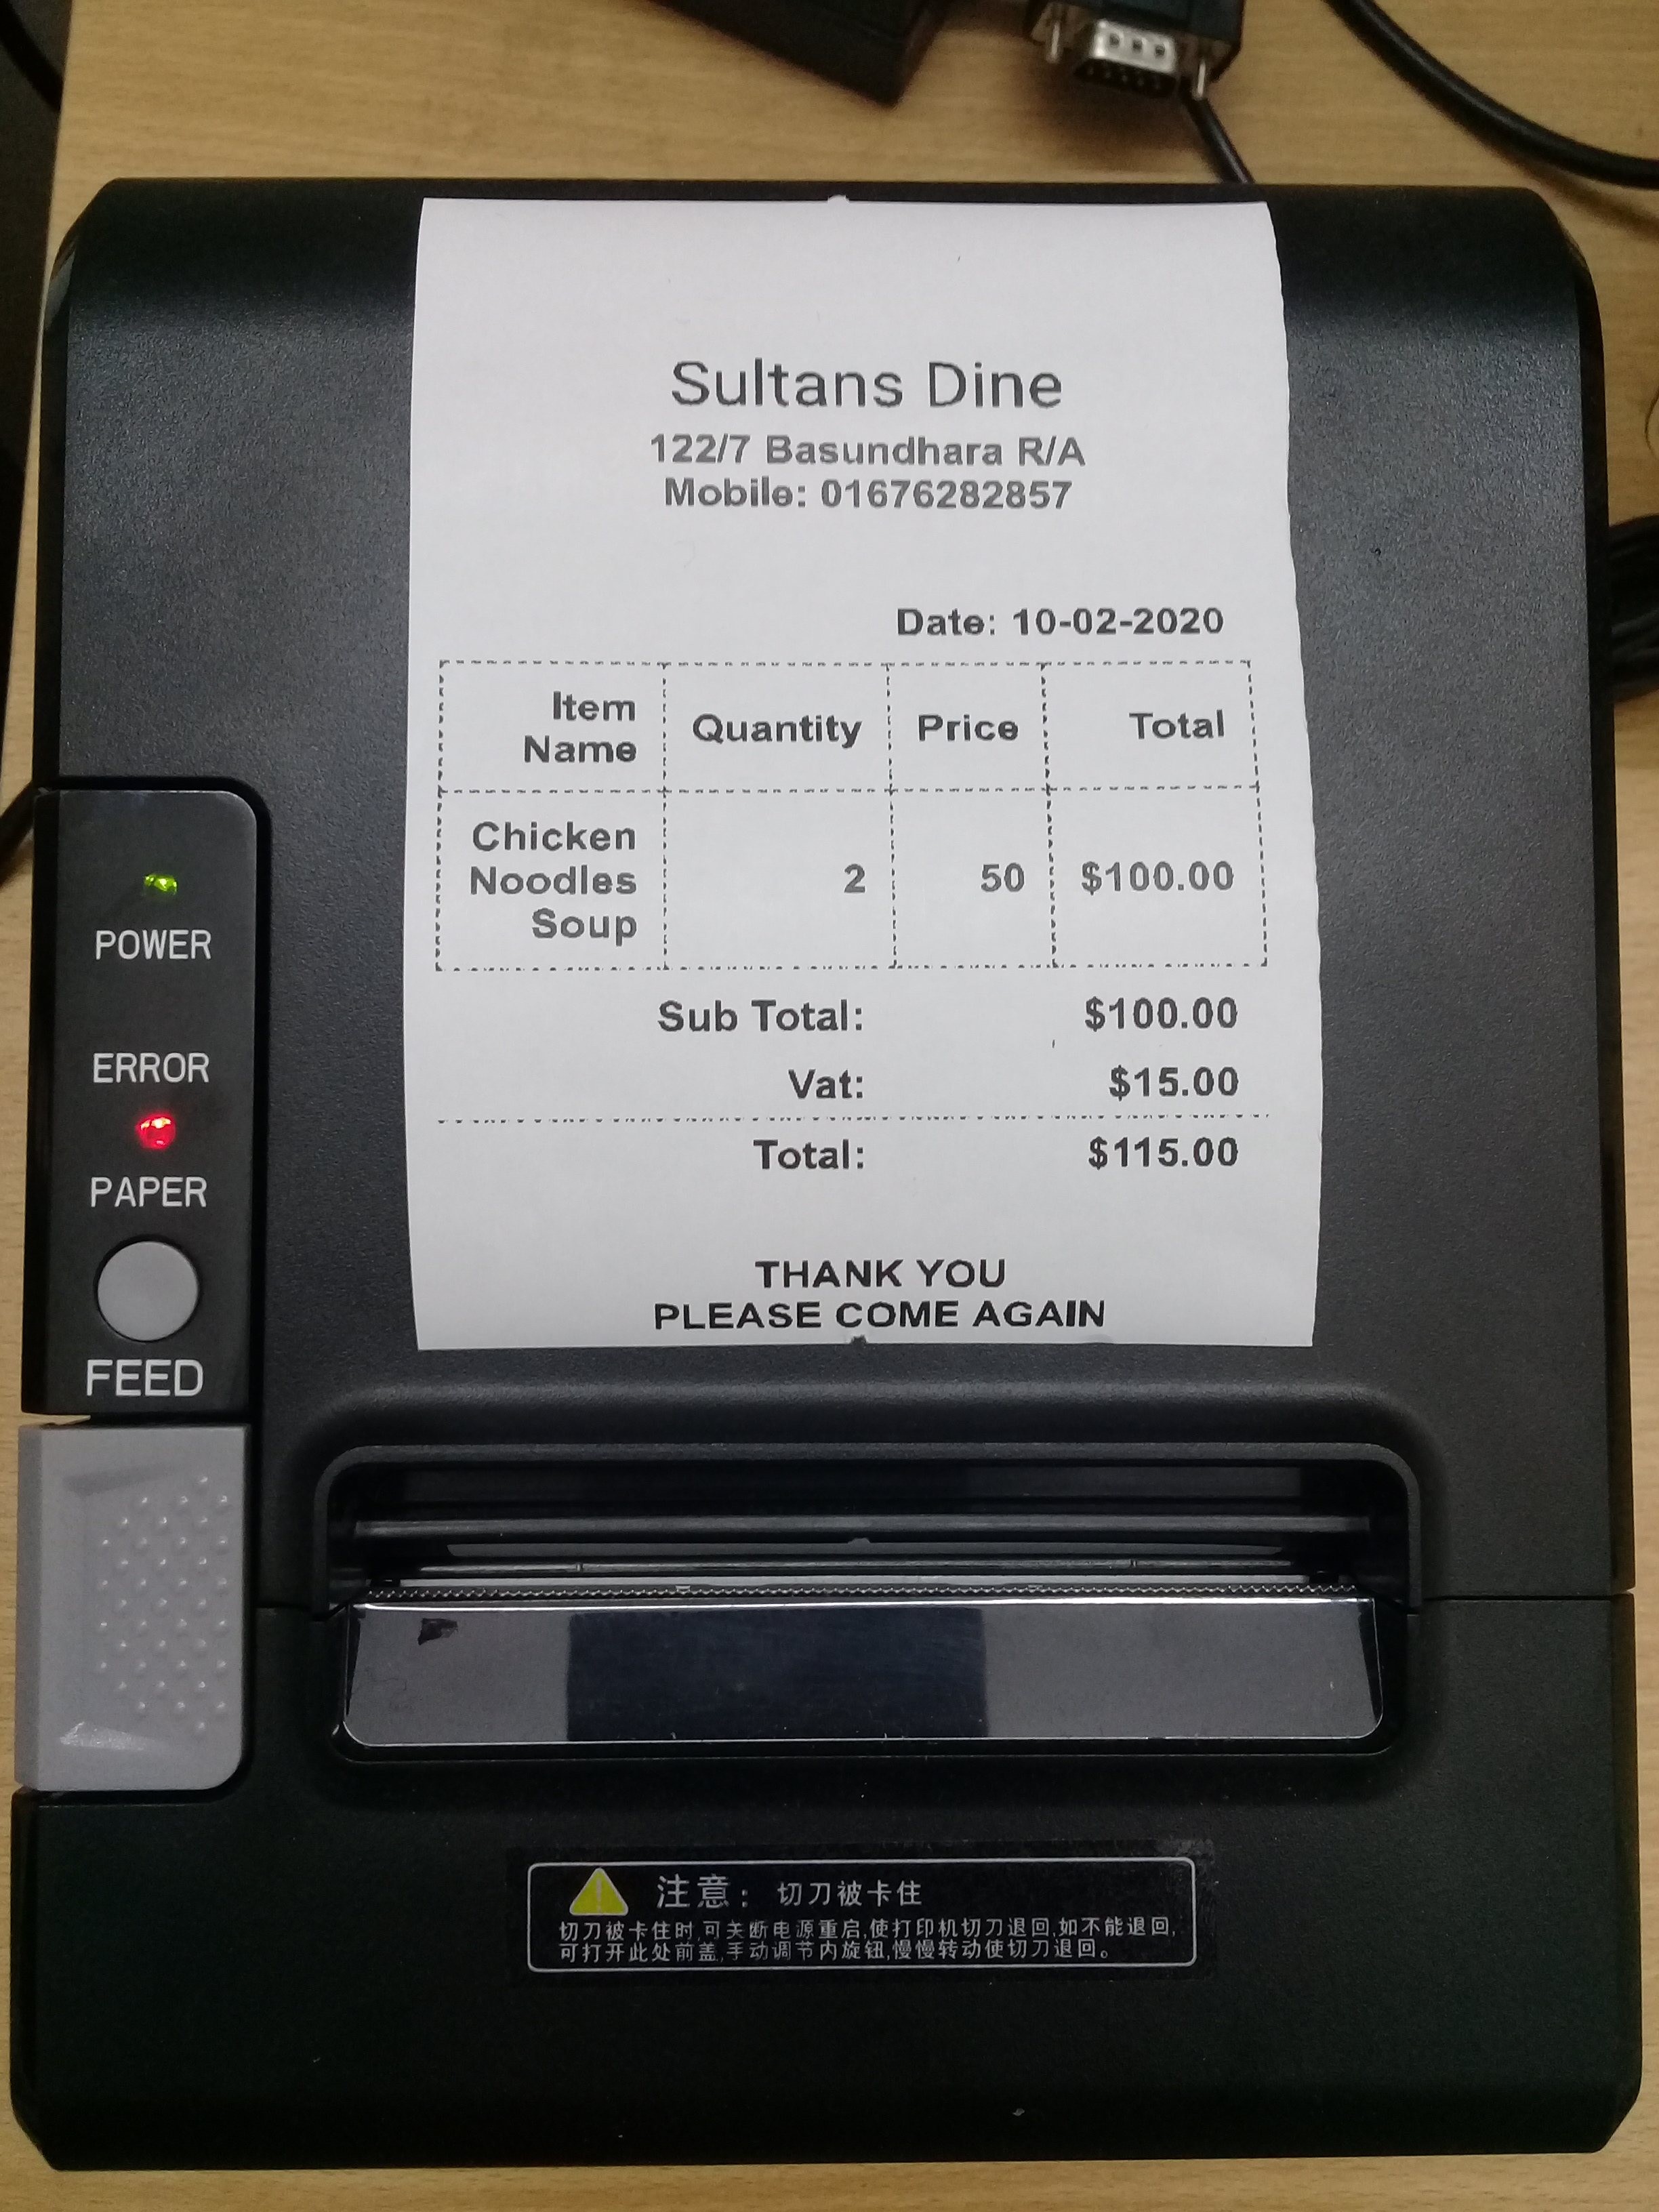 Sultans Dine
122/7 Basundhara R/A
Mobile: 01676282857
Date: 10-02-2020
Item Name Quantity Price Total
Chicken Noodles Soup 2 50 $100.00
Sub Total: $100.00
Vat: $15.00
Total: $115.00
THANK YOU
PLEASE COME AGAIN
POWER
ERROR
PAPER
FEED
注意：切刀被卡住
切刀被卡住时,可关断电源重启,使打印机切刀退回,如不能退回,
可打开此处前盖,手动调节内旋钮,慢慢转动使切刀退回。